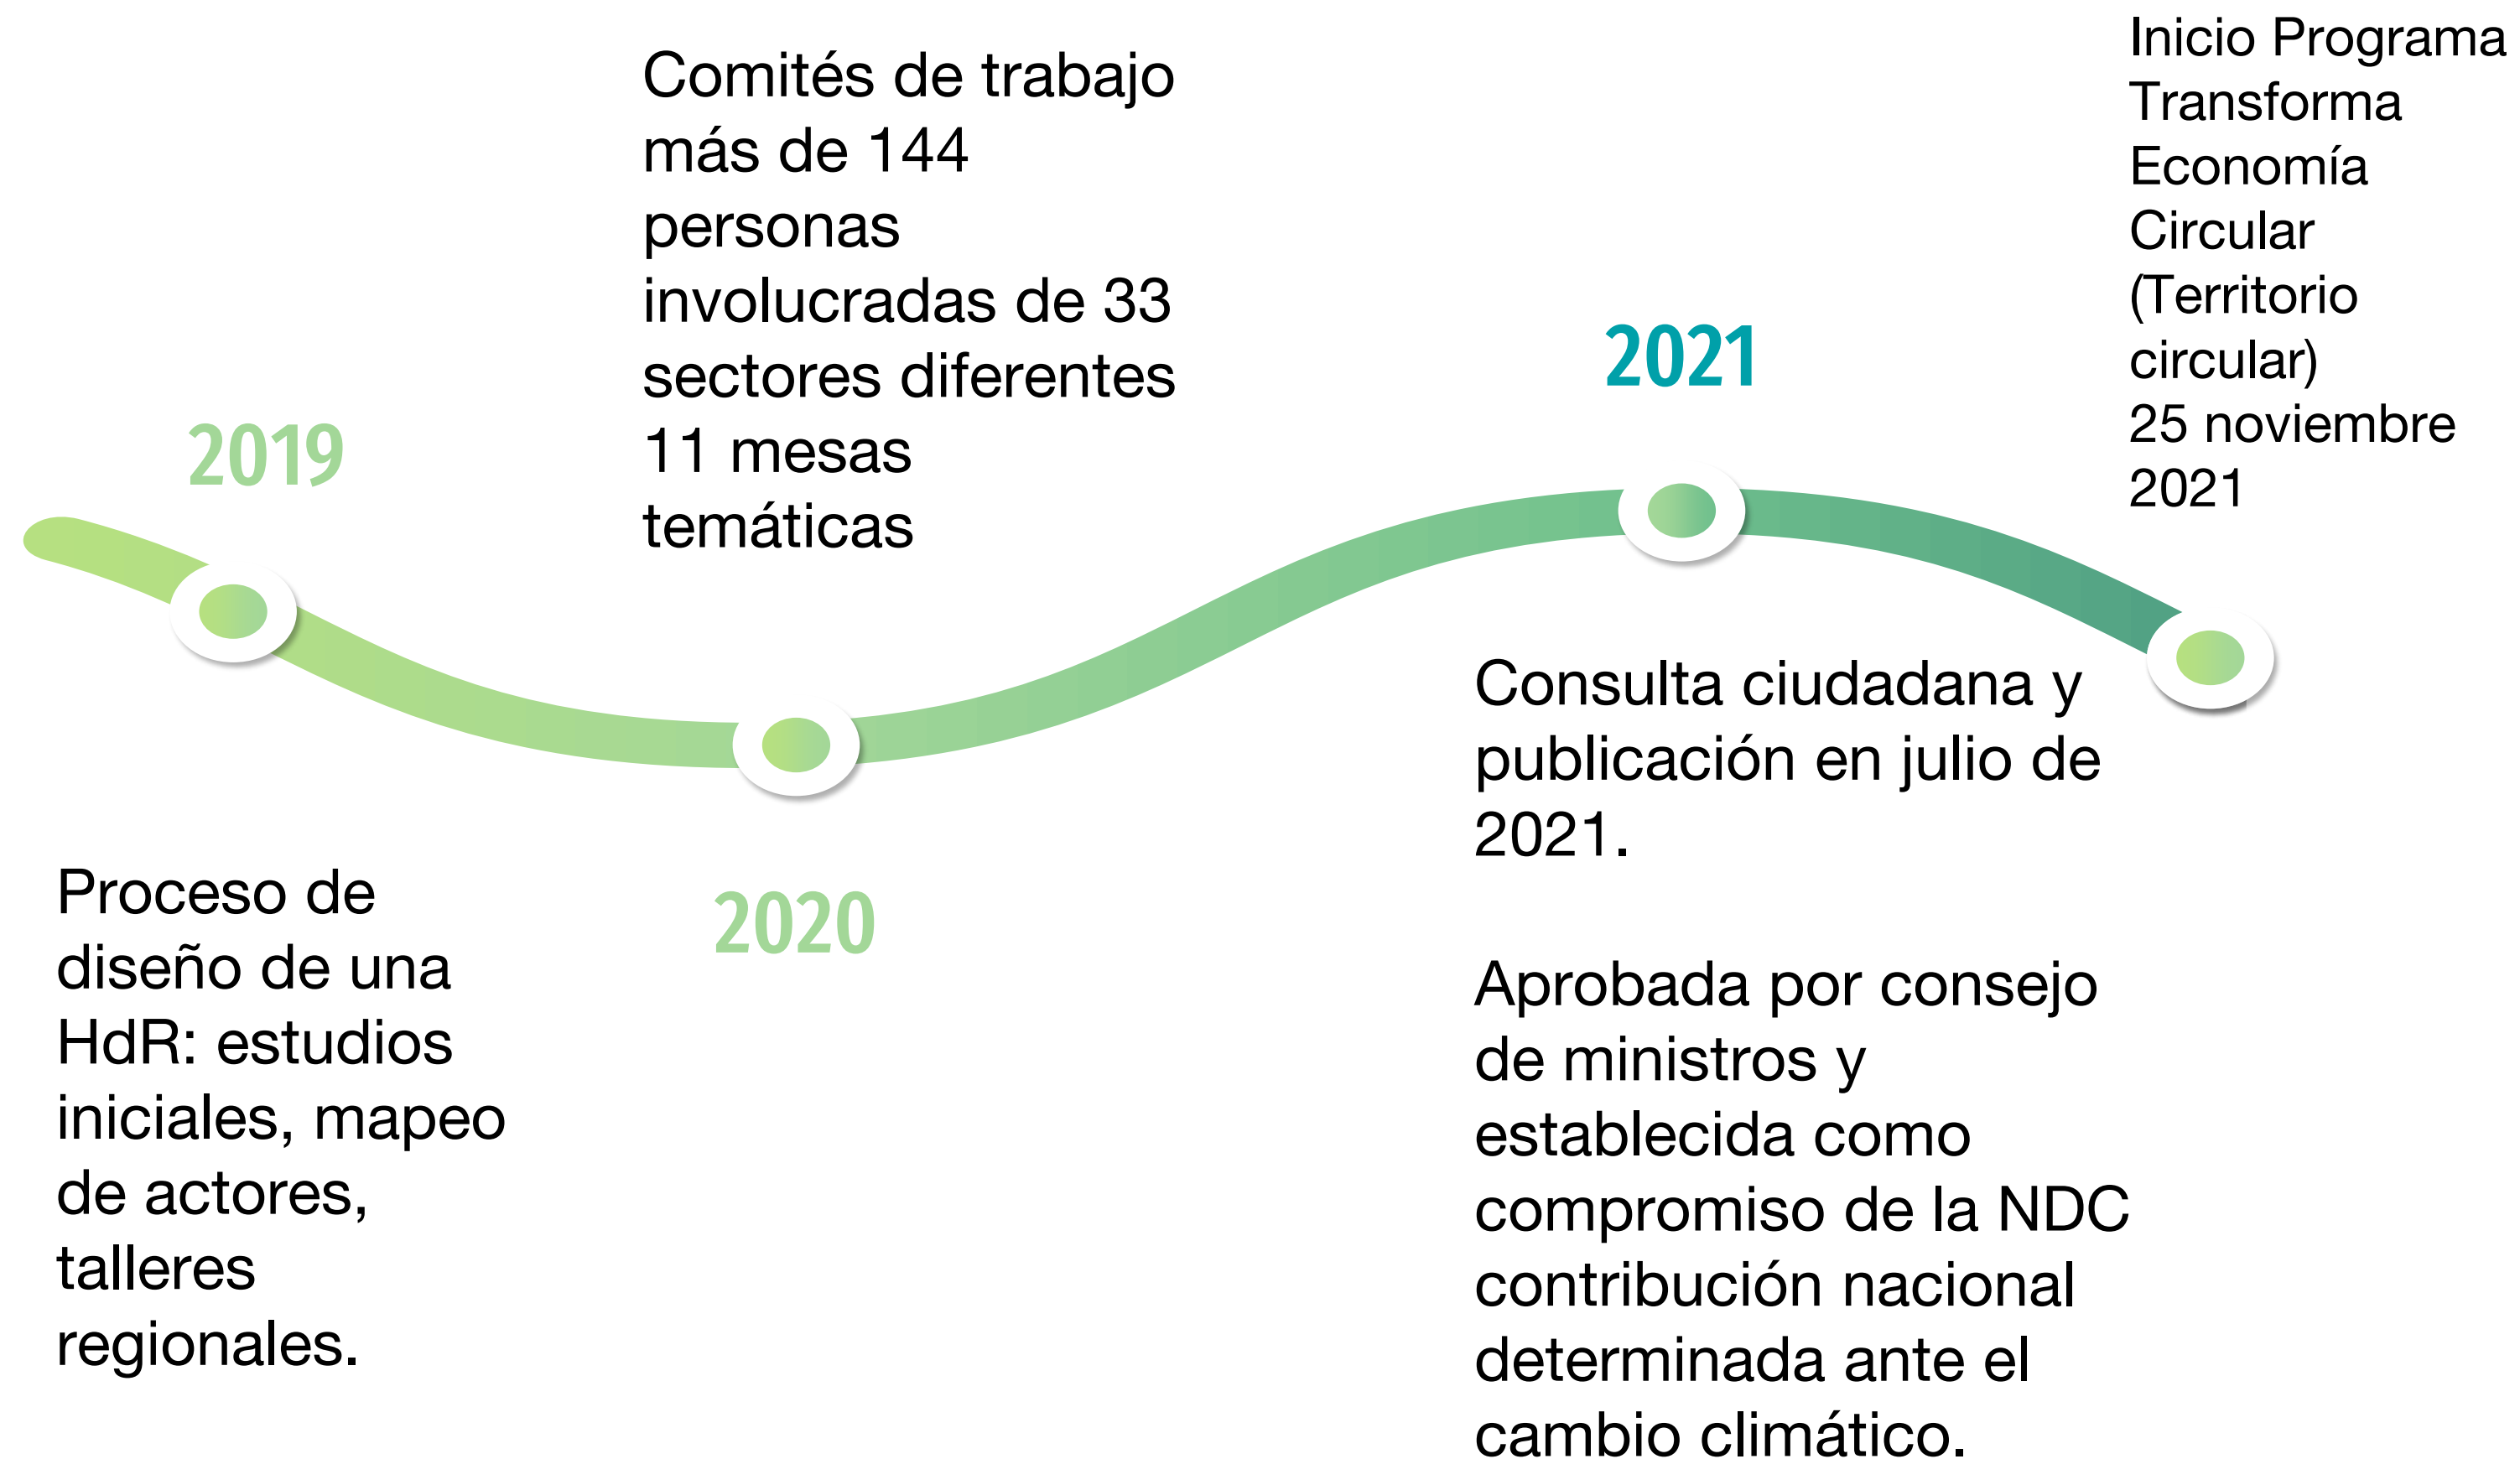 2019
Proceso de
diseño de una
HdR: estudios
iniciales, mapeo
de actores,
talleres
regionales.
Comités de trabajo
más de 144
personas
involucradas de 33
sectores diferentes
11 mesas
temáticas
2020
2021
Consulta ciudadana y
publicación en julio de
2021.
Aprobada por consejo
de ministros y
establecida como
compromiso de la NDC
contribución nacional
determinada ante el
cambio climático.
Inicio Programa
Transforma
Economía
Circular
(Territorio
circular)
25 noviembre
2021